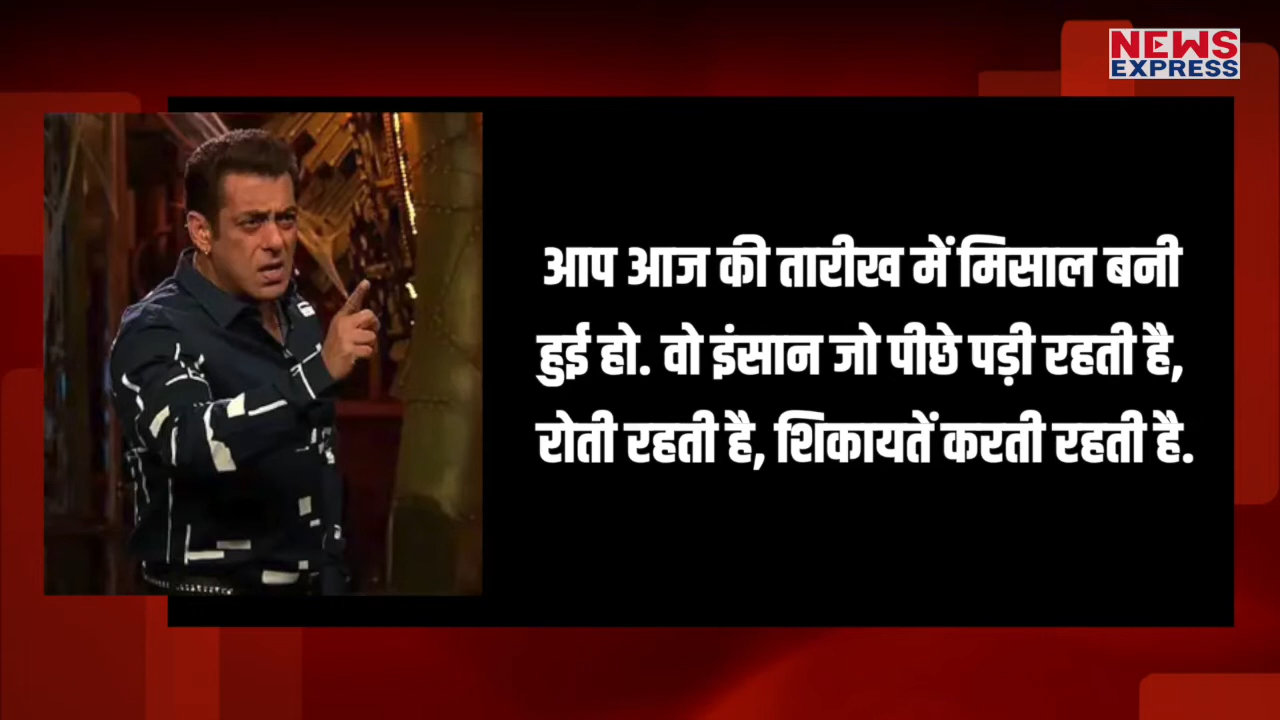 NEWS
EXPRESS
आप आज की तारीख में मिसाल बनी
हुई हो. वो इंसान जो पीछे पड़ी रहती है,
रोती रहती है, शिकायतें करती रहती है.